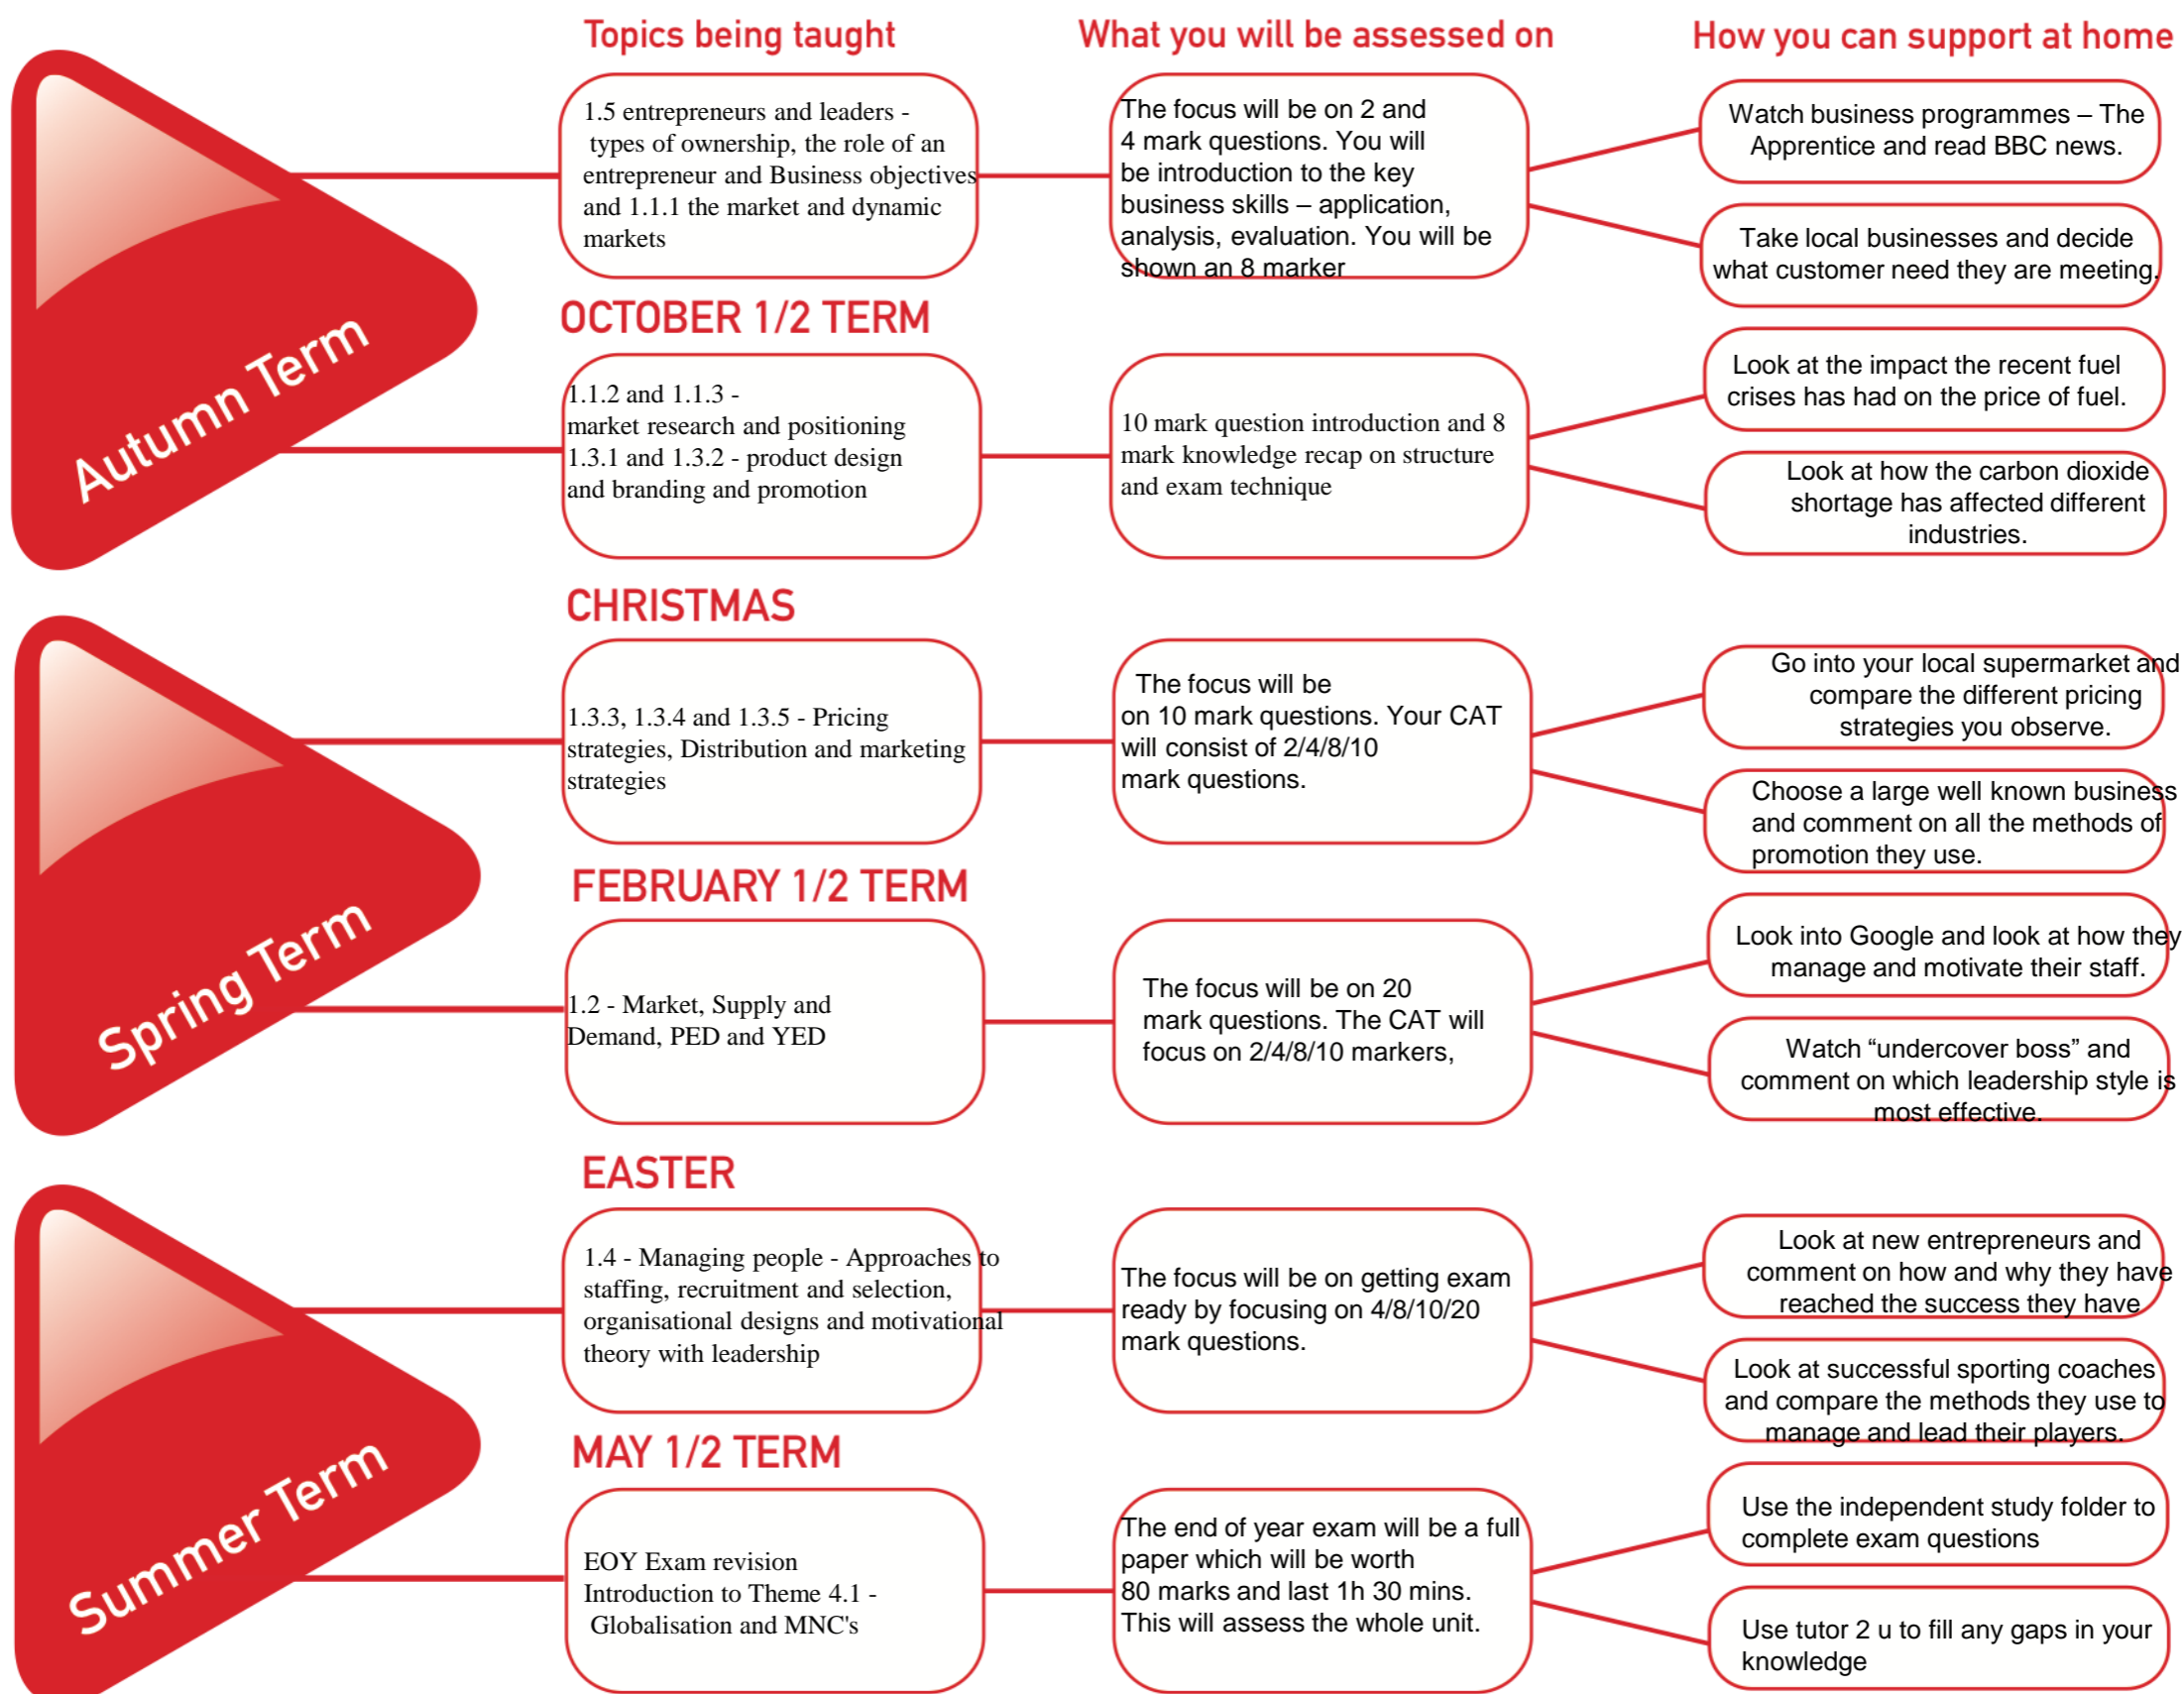 Topics being taught
What you will be assessed on
How you can support at home
Autumn Term
1.5 entrepreneurs and leaders -
types of ownership, the role of an
entrepreneur and Business objectives
and 1.1.1 the market and dynamic
markets
The focus will be on 2 and
4 mark questions. You will
be introduction to the key
business skills – application,
analysis, evaluation. You will be
shown an 8 marker
Watch business programmes – The
Apprentice and read BBC news.
Take local businesses and decide
what customer need they are meeting.
OCTOBER 1/2 TERM
1.1.2 and 1.1.3 -
market research and positioning
1.3.1 and 1.3.2 - product design
and branding and promotion
10 mark question introduction and 8
mark knowledge recap on structure
and exam technique
Look at the impact the recent fuel
crises has had on the price of fuel.
Look at how the carbon dioxide
shortage has affected different
industries.
CHRISTMAS
Spring Term
1.3.3, 1.3.4 and 1.3.5 - Pricing
strategies, Distribution and marketing
strategies
The focus will be
on 10 mark questions. Your CAT
will consist of 2/4/8/10
mark questions.
Go into your local supermarket and
compare the different pricing
strategies you observe.
Choose a large well known business
and comment on all the methods of
promotion they use.
FEBRUARY 1/2 TERM
1.2 - Market, Supply and
Demand, PED and YED
The focus will be on 20
mark questions. The CAT will
focus on 2/4/8/10 markers,
Look into Google and look at how they
manage and motivate their staff.
Watch “undercover boss” and
comment on which leadership style is
most effective.
EASTER
Summer Term
1.4 - Managing people - Approaches to
staffing, recruitment and selection,
organisational designs and motivational
theory with leadership
The focus will be on getting exam
ready by focusing on 4/8/10/20
mark questions.
Look at new entrepreneurs and
comment on how and why they have
reached the success they have
Look at successful sporting coaches
and compare the methods they use to
manage and lead their players.
MAY 1/2 TERM
EOY Exam revision
Introduction to Theme 4.1 -
Globalisation and MNC's
The end of year exam will be a full
paper which will be worth
80 marks and last 1h 30 mins.
This will assess the whole unit.
Use the independent study folder to
complete exam questions
Use tutor 2 u to fill any gaps in your
knowledge